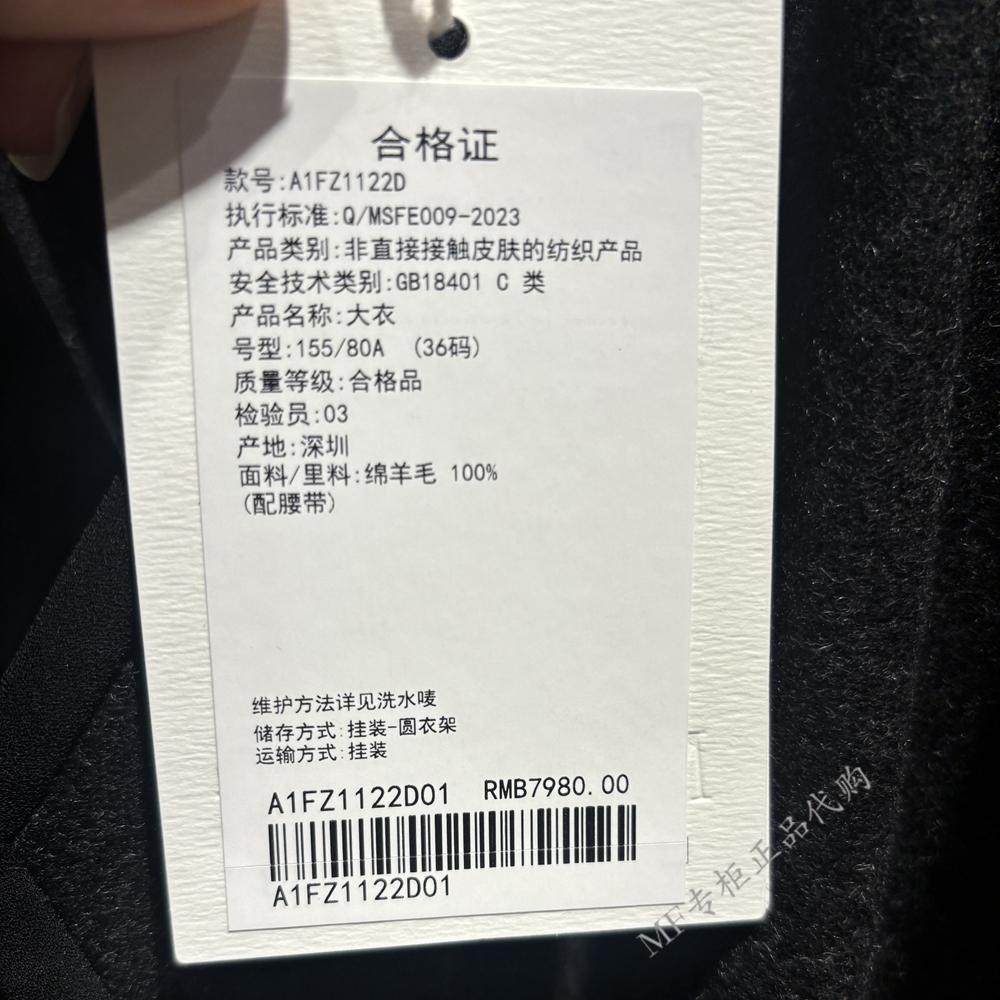 合格证
款号:A1FZ1122D
执行标准:Q/MSFE009-2023
产品类别:非直接接触皮肤的纺织产品
安全技术类别:GB18401 C 类
产品名称:大衣
号型:155/80A (36码)
质量等级:合格品
检验员:03
产地:深圳
面料/里料:绵羊毛 100%
(配腰带)
维护方法详见洗水唛
储存方式:挂装-圆衣架
运输方式:挂装
A1FZ1122D01 RMB7980.00
A1FZ1122D01
MF专柜正品代购